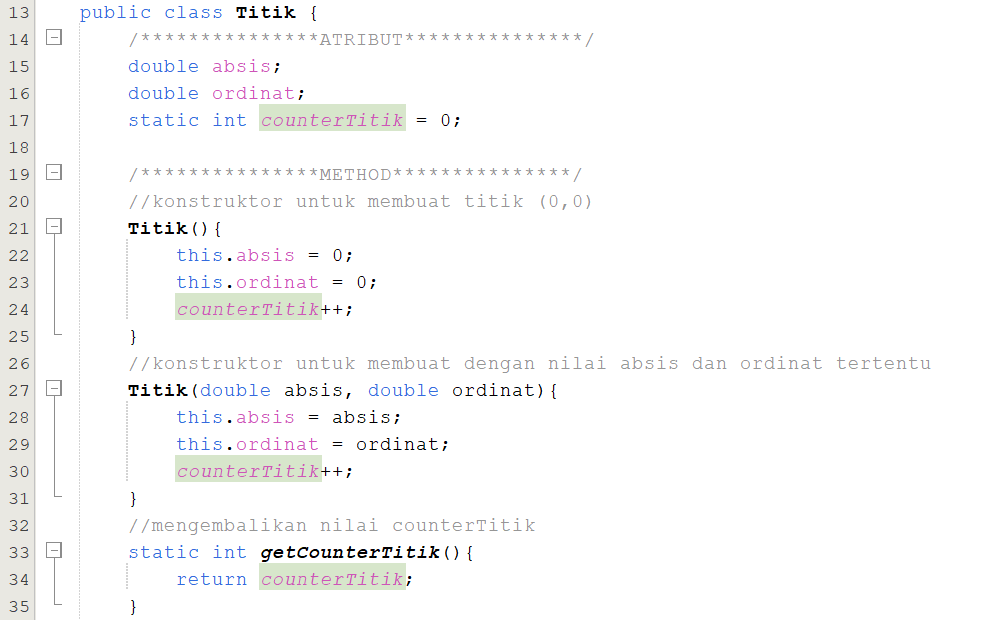 13 public class Titik {
14 /***************ATRIBUT***************/
15 double absis;
16 double ordinat;
17 static int counterTitik = 0;
18
19 /***************METHOD***************/
20 //konstruktor untuk membuat titik (0,0)
21 Titik(){
22 this.absis = 0;
23 this.ordinat = 0;
24 counterTitik++;
25 }
26 //konstruktor untuk membuat dengan nilai absis dan ordinat tertentu
27 Titik(double absis, double ordinat){
28 this.absis = absis;
29 this.ordinat = ordinat;
30 counterTitik++;
31 }
32 //mengembalikan nilai counterTitik
33 static int getCounterTitik(){
34 return counterTitik;
35 }